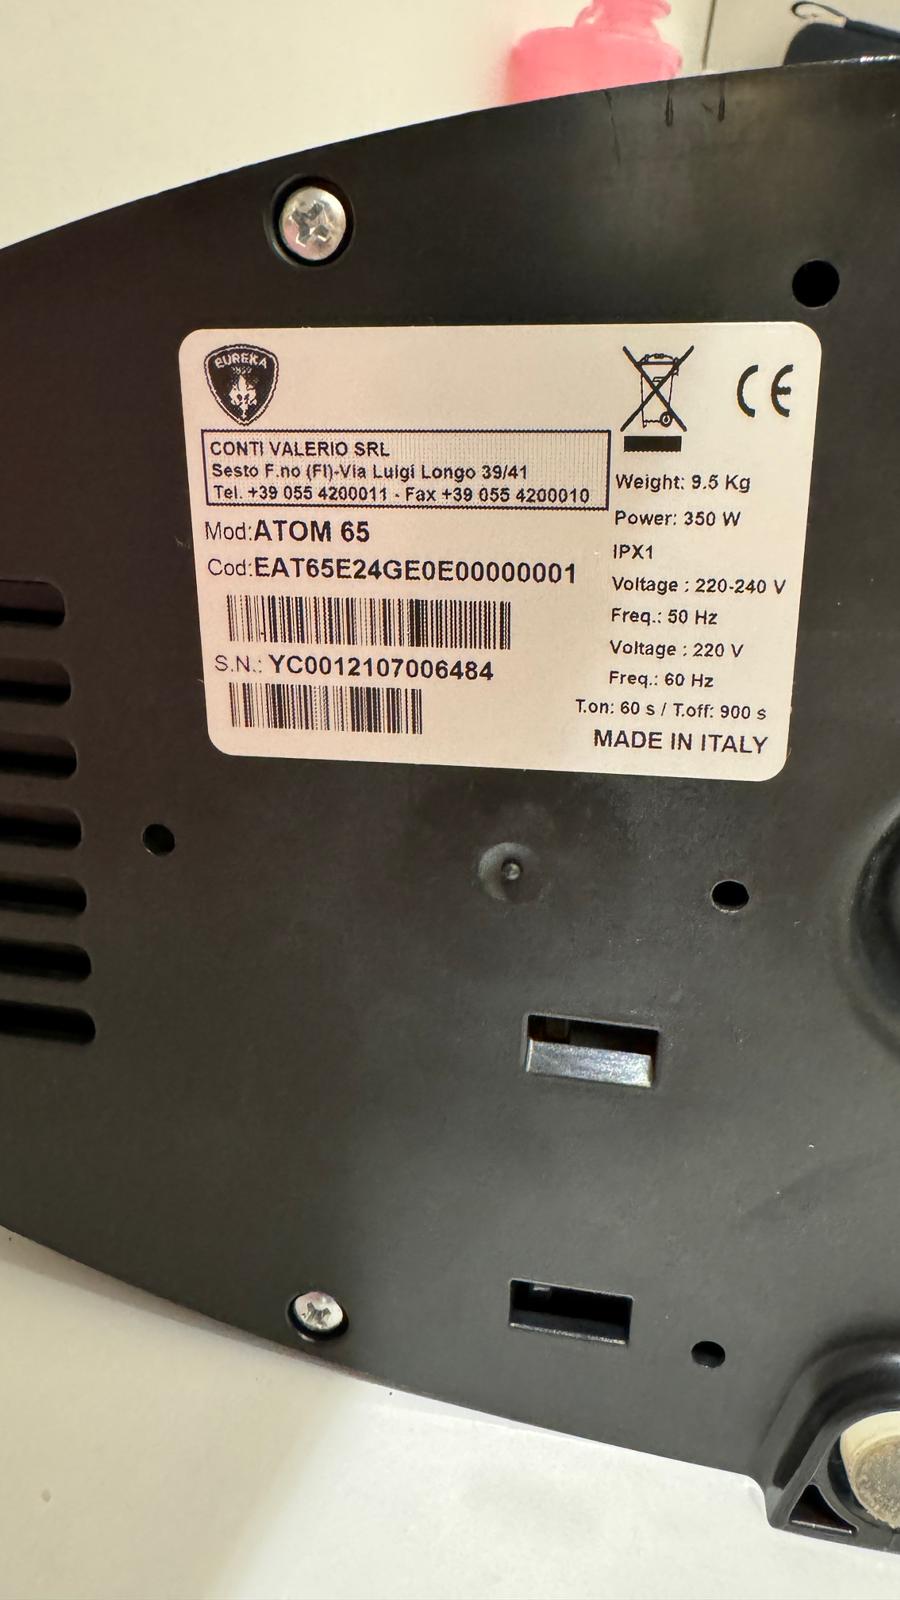 EUREKA
CONTI VALERIO SRL
Sesto F.no (FI)-Via Luigi Longo 39/41
Tel. +39 055 4200011 - Fax +39 055 4200010
Mod:ATOM 65
Cod:EAT65E24GE0E00000001
S.N.: YC0012107006484
CE
Weight: 9.5 Kg
Power: 350 W
IPX1
Voltage : 220-240 V
Freq.: 50 Hz
Voltage : 220 V
Freq.: 60 Hz
T.on: 60 s / T.off: 900 s
MADE IN ITALY